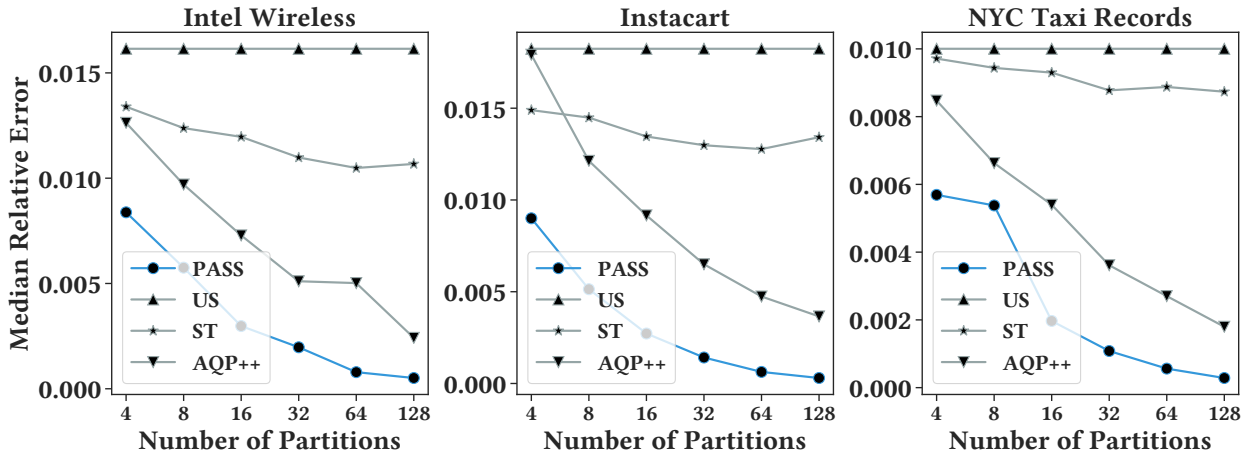 Intel Wireless
Median Relative Error
0.015
0.010
0.005
0.000
PASS
US
ST
AQP++
4 8 16 32 64 128
Number of Partitions
Instacart
0.015
0.010
0.005
0.000
PASS
US
ST
AQP++
4 8 16 32 64 128
Number of Partitions
NYC Taxi Records
0.010
0.008
0.006
0.004
0.002
0.000
PASS
US
ST
AQP++
4 8 16 32 64 128
Number of Partitions